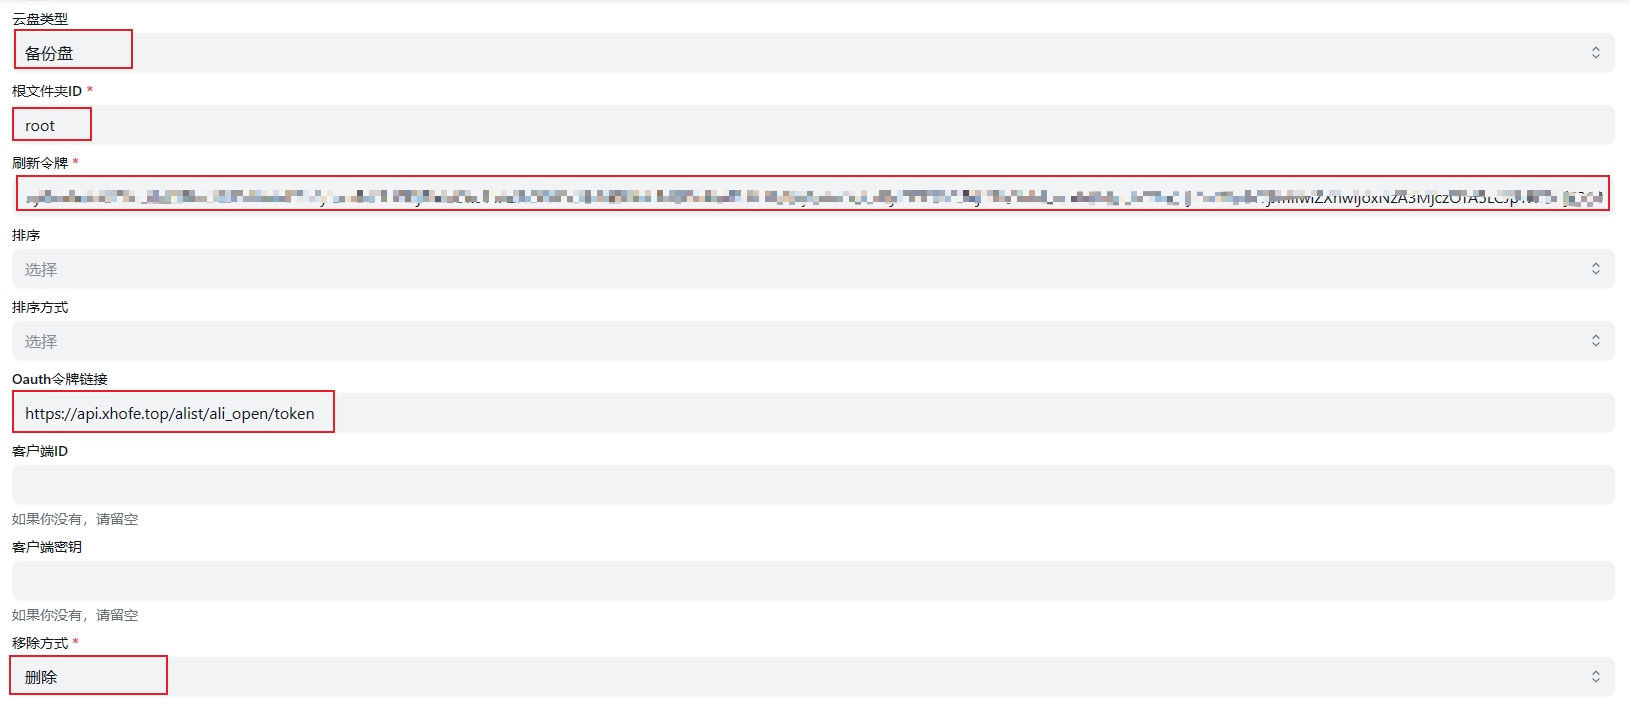 云盘类型
备份盘
根文件夹ID *
root
刷新令牌 *
排序
选择
排序方式
选择
Oauth令牌链接
https://api.xhofe.top/alist/ali_open/token
客户端ID
如果你没有，请留空
客户端密钥
如果你没有，请留空
移除方式 *
删除